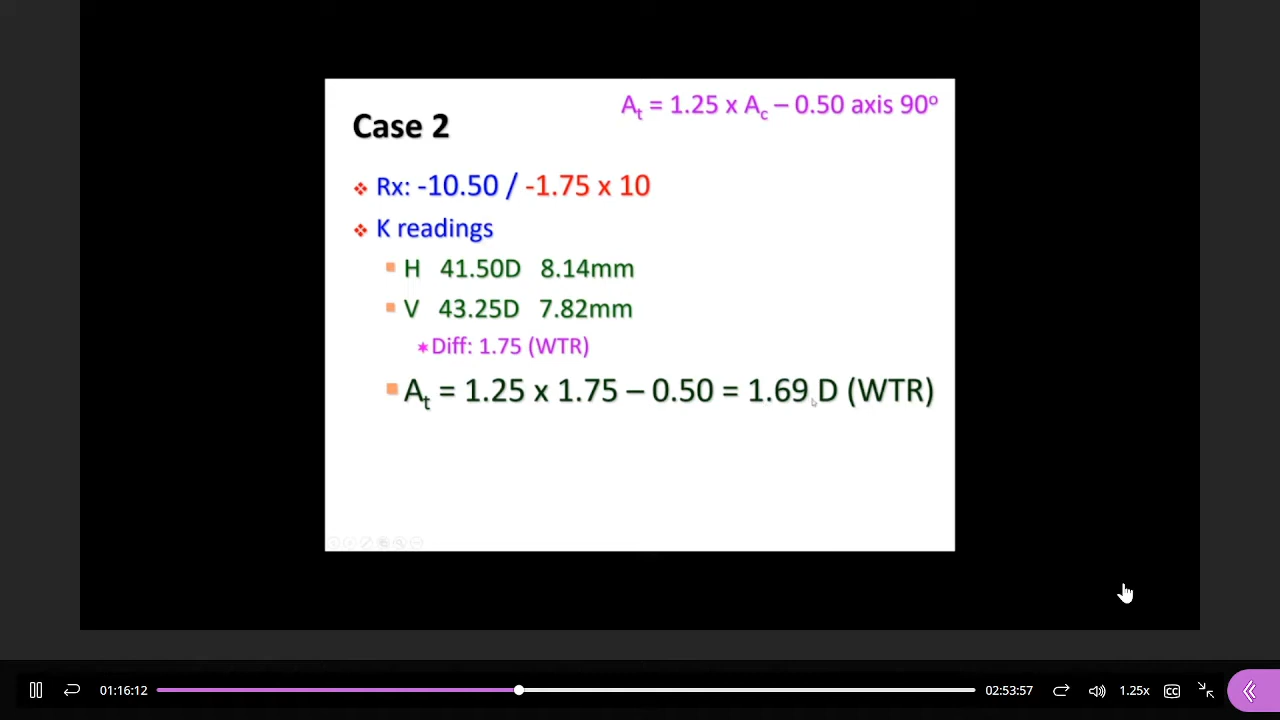 Aₜ = 1.25 x A꜀ – 0.50 axis 90º
Case 2
Rx: -10.50 / -1.75 x 10
K readings
H 41.50D 8.14mm
V 43.25D 7.82mm
Diff: 1.75 (WTR)
Aₜ = 1.25 x 1.75 – 0.50 = 1.69 D (WTR)
01:16:12 02:53:57 1.25x CC